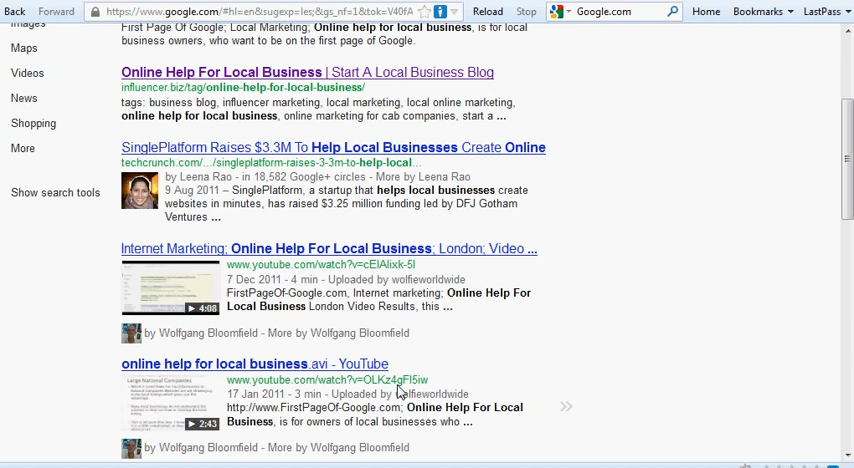 Back Forward https://www.google.com/#hl=en&sugexp=les;&gs_nf=1&tok=V40fA Reload Stop Google.com Home Bookmarks LastPass
Images
Maps
Videos
News
Shopping
More
Show search tools
First Page Of Google; Local Marketing; Online Help For Local Business, is for local
business owners, who want to be on the first page of Google.
Online Help For Local Business | Start A Local Business Blog
influencer.biz/tag/online-help-for-local-business/
tags: business blog, influencer marketing, local marketing, local online marketing,
online help for local business, online marketing for cab companies, start a ...
SinglePlatform Raises $3.3M To Help Local Businesses Create Online
techcrunch.com/.../singleplatform-raises-3-3m-to-help-local...
by Leena Rao - in 18,582 Google+ circles - More by Leena Rao
9 Aug 2011 – SinglePlatform, a startup that helps local businesses create
websites in minutes, has raised $3.25 million funding led by DFJ Gotham
Ventures ...
Internet Marketing; Online Help For Local Business; London; Video ...
www.youtube.com/watch?v=cElAlixk-5I
7 Dec 2011 - 4 min - Uploaded by wolfieworldwide
FirstPageOf-Google.com, Internet marketing; Online Help For
Local Business London Video Results, this ...
4:08
by Wolfgang Bloomfield - More by Wolfgang Bloomfield
online help for local business.avi - YouTube
www.youtube.com/watch?v=OLKz4gFl5iw
17 Jan 2011 - 3 min - Uploaded by wolfieworldwide
http://www.FirstPageOf-Google.com; Online Help For Local
Business, is for owners of local businesses who ...
Large National Companies
2:43
by Wolfgang Bloomfield - More by Wolfgang Bloomfield